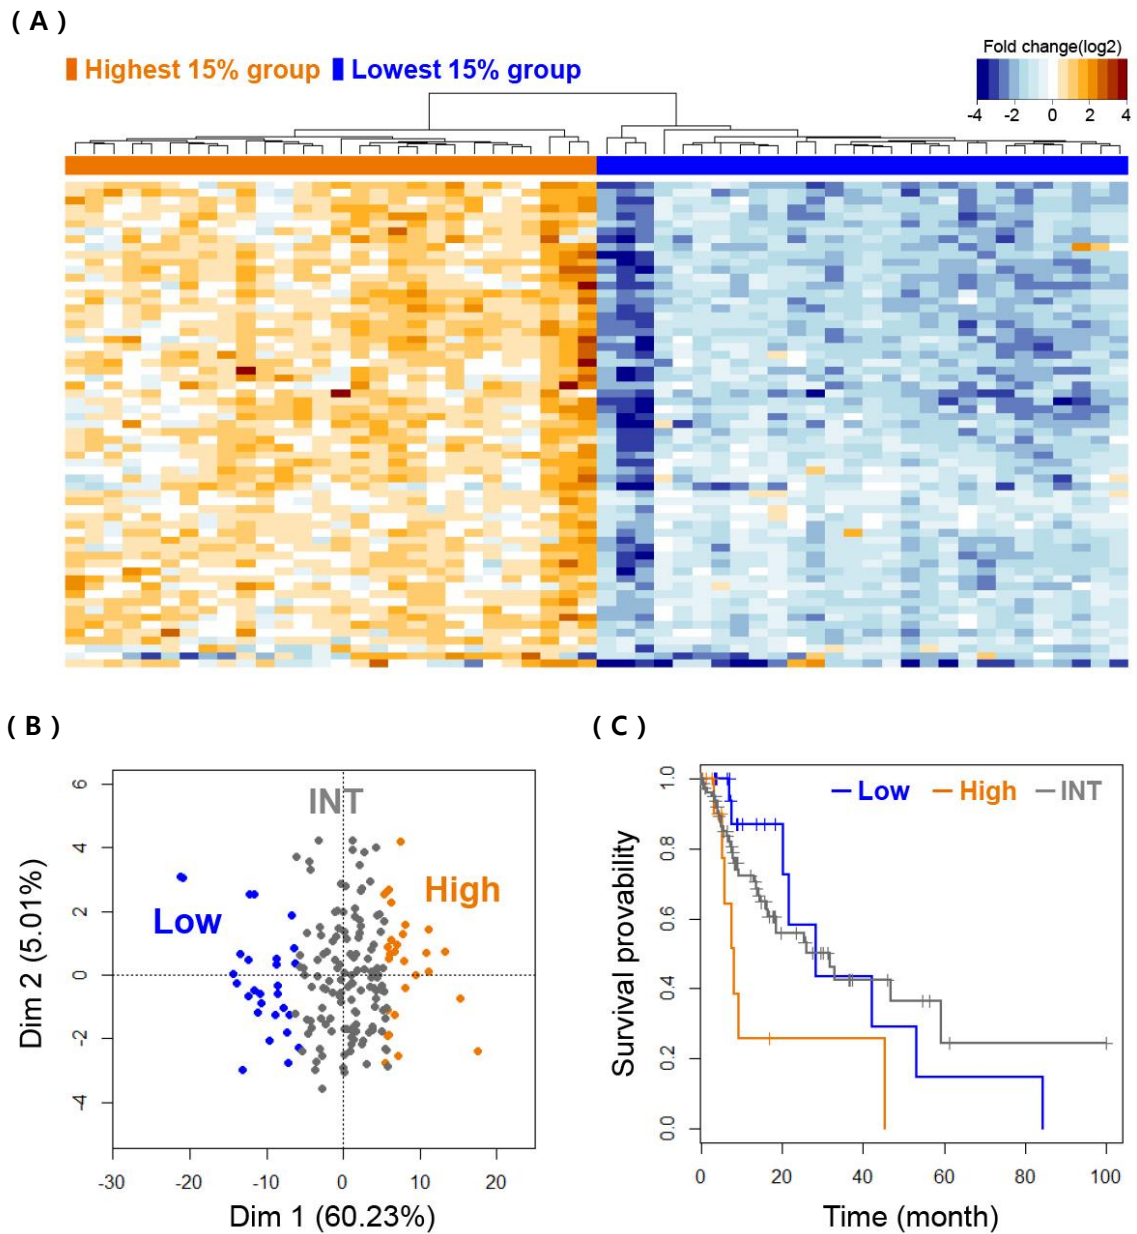 ( A )
Fold change(log2)
Highest 15% group Lowest 15% group
-4 -2 0 2 4
( B )
( C )
6
4
2
0
-2
-4
INT
Low
High
Dim 2 (5.01%)
-30 -20 -10 0 10 20
Dim 1 (60.23%)
1.0
0.8
0.6
0.4
0.2
0.0
Low High INT
Survival provability
0 20 40 60 80 100
Time (month)